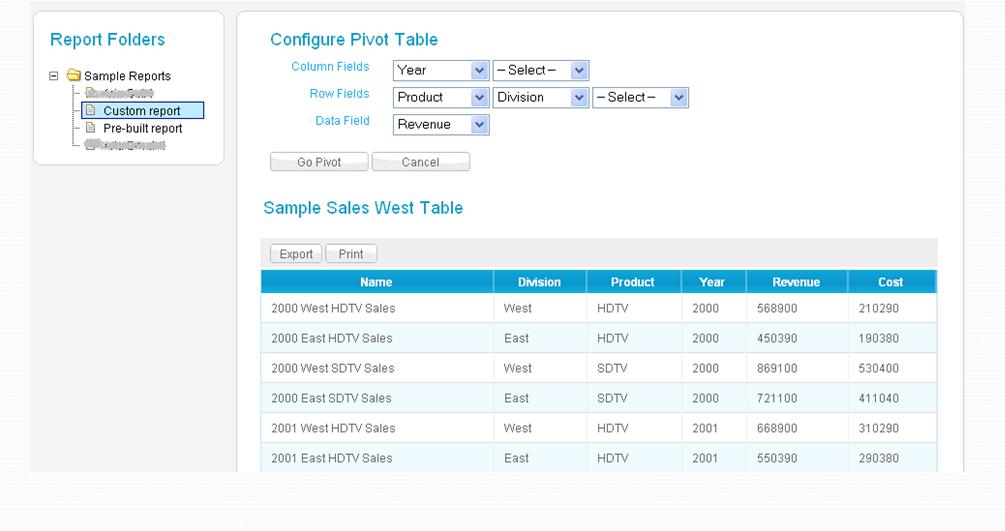 Report Folders
Sample Reports
Custom report
Pre-built report
Configure Pivot Table
Column Fields Year -- Select --
Row Fields Product Division -- Select --
Data Field Revenue
Go Pivot Cancel
Sample Sales West Table
Export Print
Name Division Product Year Revenue Cost
2000 West HDTV Sales West HDTV 2000 568900 210290
2000 East HDTV Sales East HDTV 2000 450390 190380
2000 West SDTV Sales West SDTV 2000 869100 530400
2000 East SDTV Sales East SDTV 2000 721100 411040
2001 West HDTV Sales West HDTV 2001 668900 310290
2001 East HDTV Sales East HDTV 2001 550390 290380